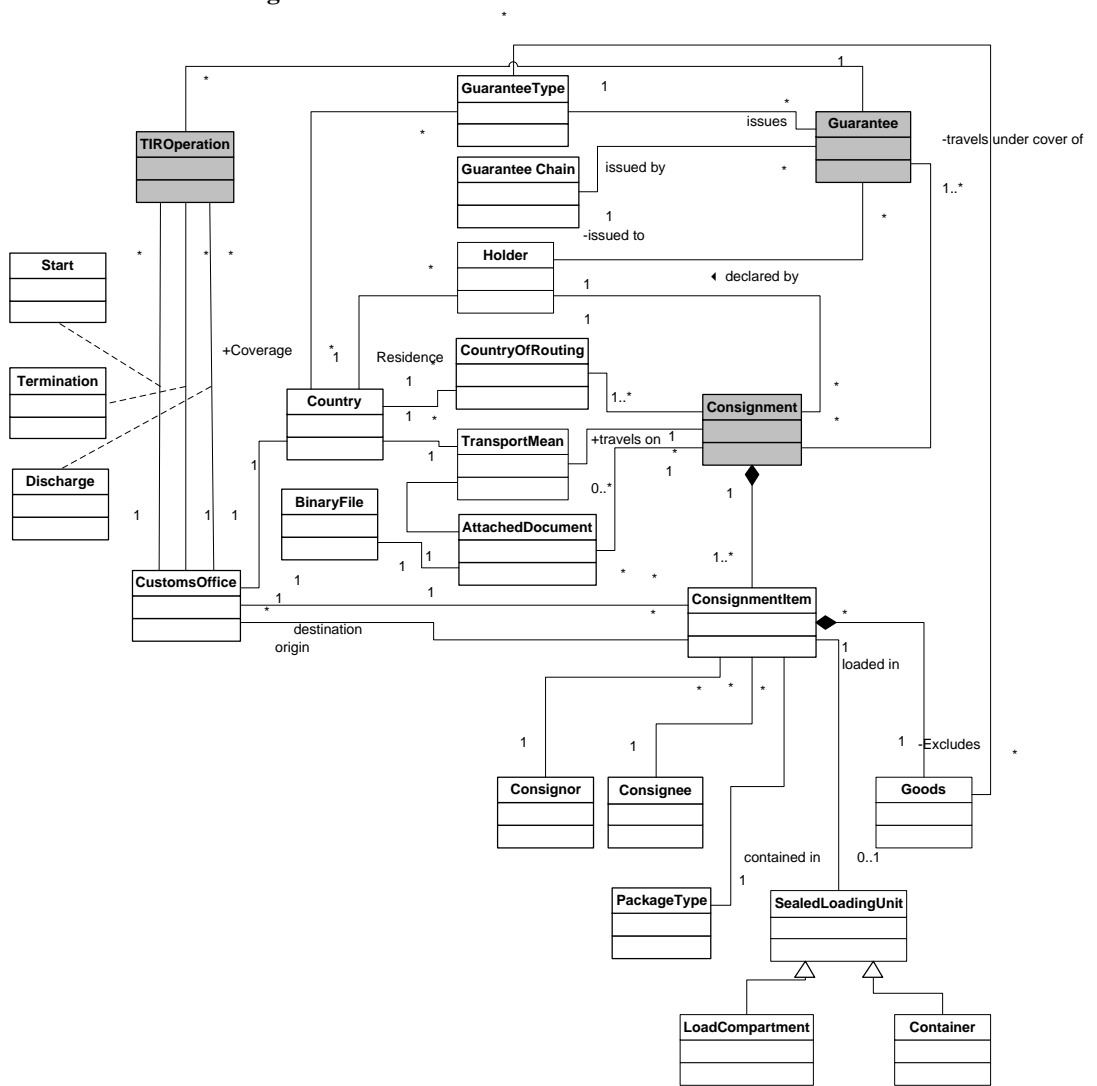 *
1
*
GuaranteeType
1
*
issues
Guarantee
TIROperation
*
-travels under cover of
Guarantee Chain
issued by
*
1..*
1
-issued to
*
Holder
*
*
*
*
Start
*
declared by
1
1
+Coverage
*
1
Residence
*
CountryOfRouting
Termination
1
1..*
*
Country
Consignment
1
*
*
TransportMean
+travels on
1
1
*
1
Discharge
1
0..*
1
BinaryFile
1
1
1
AttachedDocument
1
1..*
CustomsOffice
1
1
1
*
*
1
1
ConsignmentItem
*
*
*
destination
origin
1
loaded in
*
*
*
1
1
1
-Excludes
*
Consignor
Consignee
Goods
contained in
0..1
1
PackageType
SealedLoadingUnit
LoadCompartment
Container